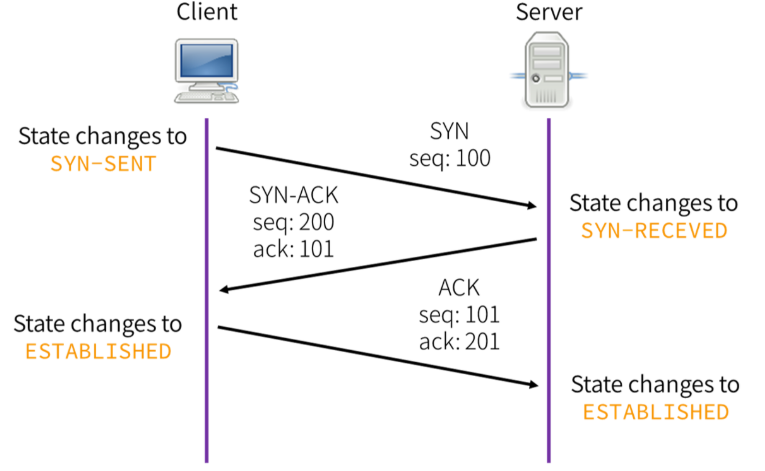 Client
Server
State changes to
SYN-SENT
SYN
seq: 100
SYN-ACK
seq: 200
ack: 101
State changes to
SYN-RECEVED
State changes to
ESTABLISHED
ACK
seq: 101
ack: 201
State changes to
ESTABLISHED